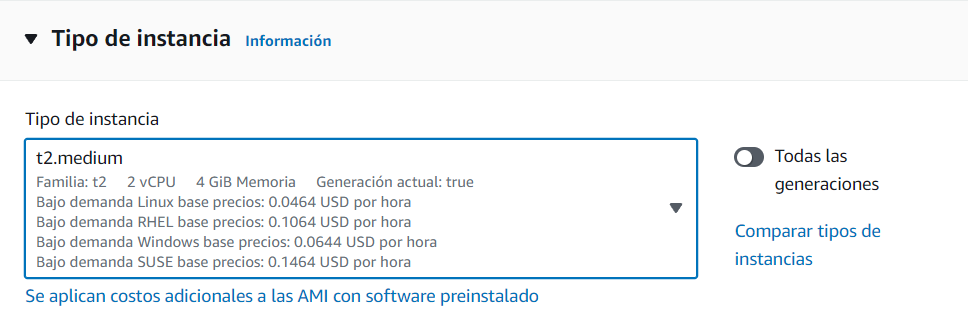 Tipo de instancia Información
Tipo de instancia
t2.medium
Familia: t2 2 vCPU 4 GiB Memoria Generación actual: true
Bajo demanda Linux base precios: 0.0464 USD por hora
Bajo demanda RHEL base precios: 0.1064 USD por hora
Bajo demanda Windows base precios: 0.0644 USD por hora
Bajo demanda SUSE base precios: 0.1464 USD por hora
Se aplican costos adicionales a las AMI con software preinstalado
Todas las
generaciones
Comparar tipos de
instancias